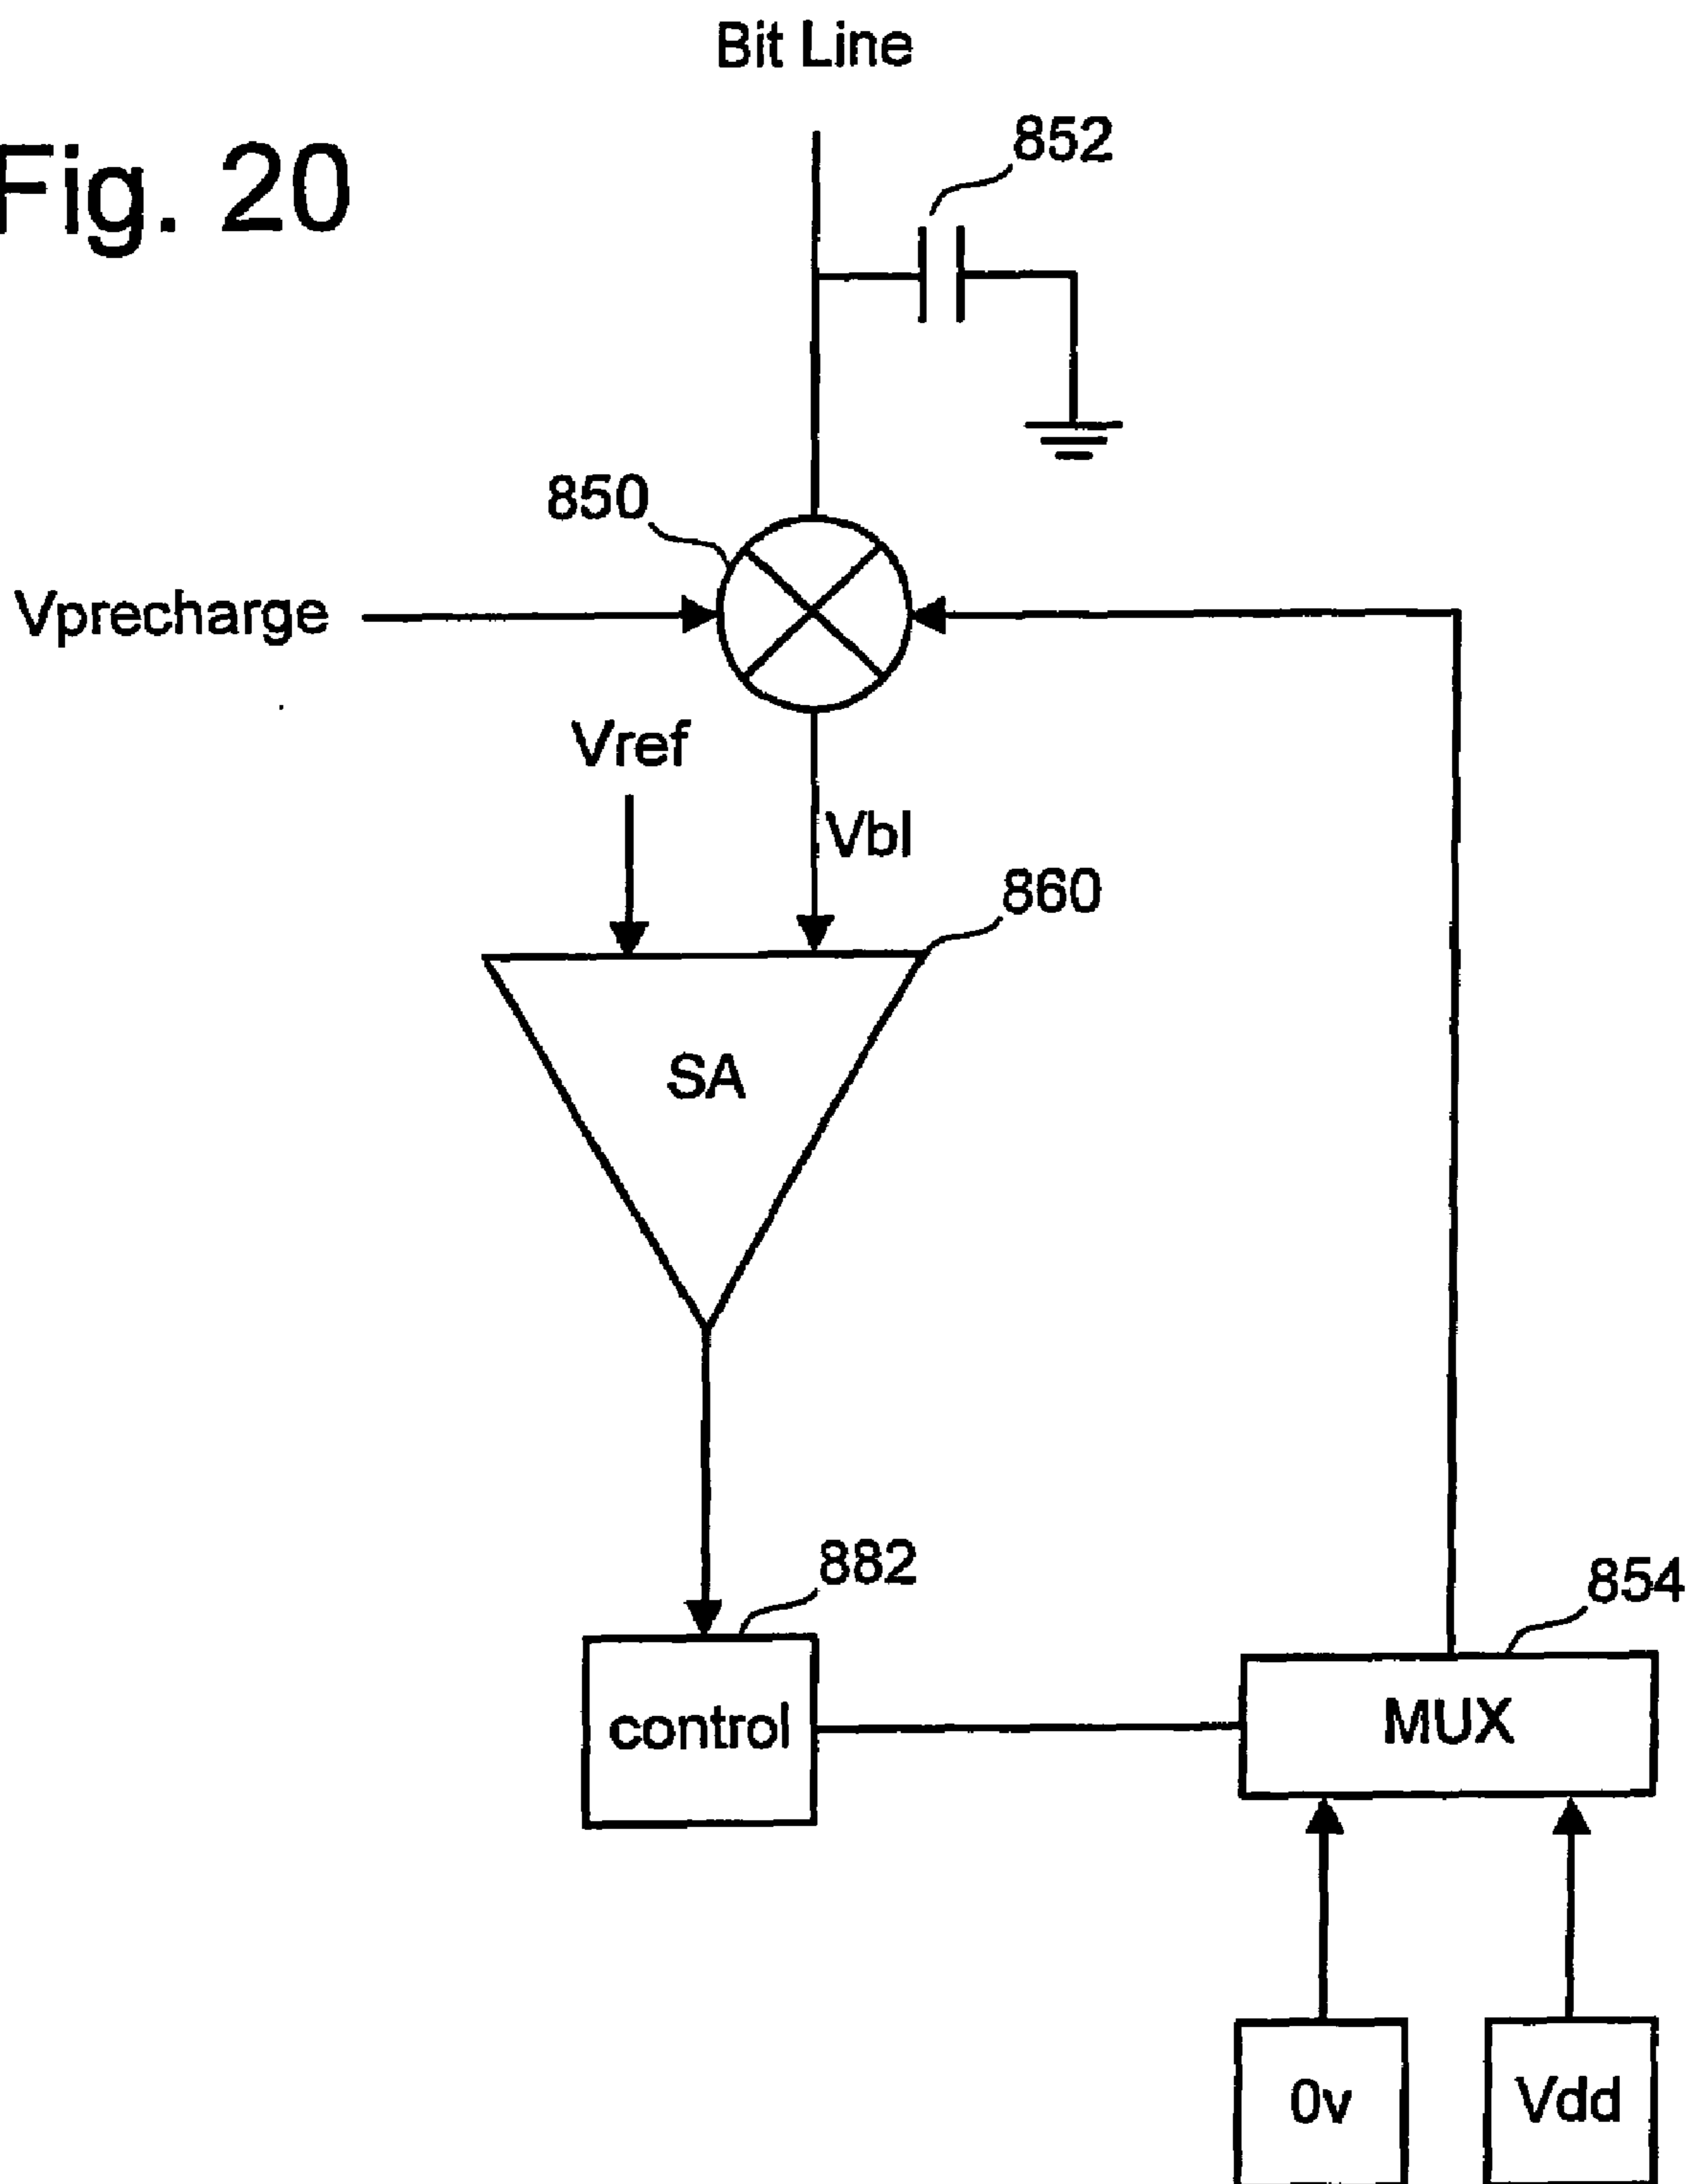 Bit Line
852
Fig. 20
850
Vprecharge
Vref
Vbl
860
SA
882
854
control
MUX
0v
Vdd